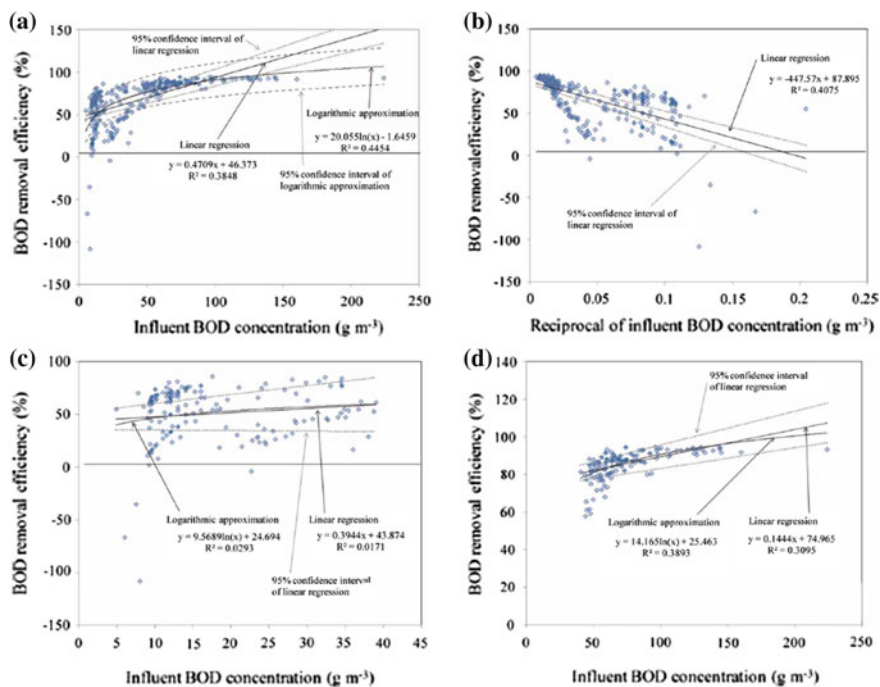 (a)
150
100
50
0
-50
-100
-150
0 50 100 150 200 250
BOD removal efficiency (%)
Influent BOD concentration (g m-3)
95% confidence interval of
linear regression
Logarithmic approximation
y = 20.055ln(x) - 1.6459
R² = 0.4454
Linear regression
y = 0.4709x + 46.373
R² = 0.3848
95% confidence interval of
logarithmic approximation
(b)
150
100
50
0
-50
-100
-150
0.05 0.1 0.15 0.2 0.25
BOD removalefficiency (%)
Reciprocal of influent BOD concentration (g m-3)
Linear regression
y = -447.57x + 87.895
R² = 0.4075
95% confidence interval of
linear regression
(c)
100
50
0
-50
-100
-150
0 5 10 15 20 25 30 35 40 45
BOD removal efficiency (%)
Influent BOD concentration (g m-3)
Logarithmic approximation
y = 9.5689ln(x) + 24.694
R² = 0.0293
Linear regression
y = 0.3944x + 43.874
R² = 0.0171
95% confidence interval
of linear regression
(d)
140
120
100
80
60
40
20
0
0 50 100 150 200 250
BOD removal efficiency (%)
Influent BOD concentration (g m-3)
95% confidence interval
of linear regression
Logarithmic approximation
y = 14.165ln(x) + 25.463
R² = 0.3893
Linear regression
y = 0.1444x + 74.965
R² = 0.3095